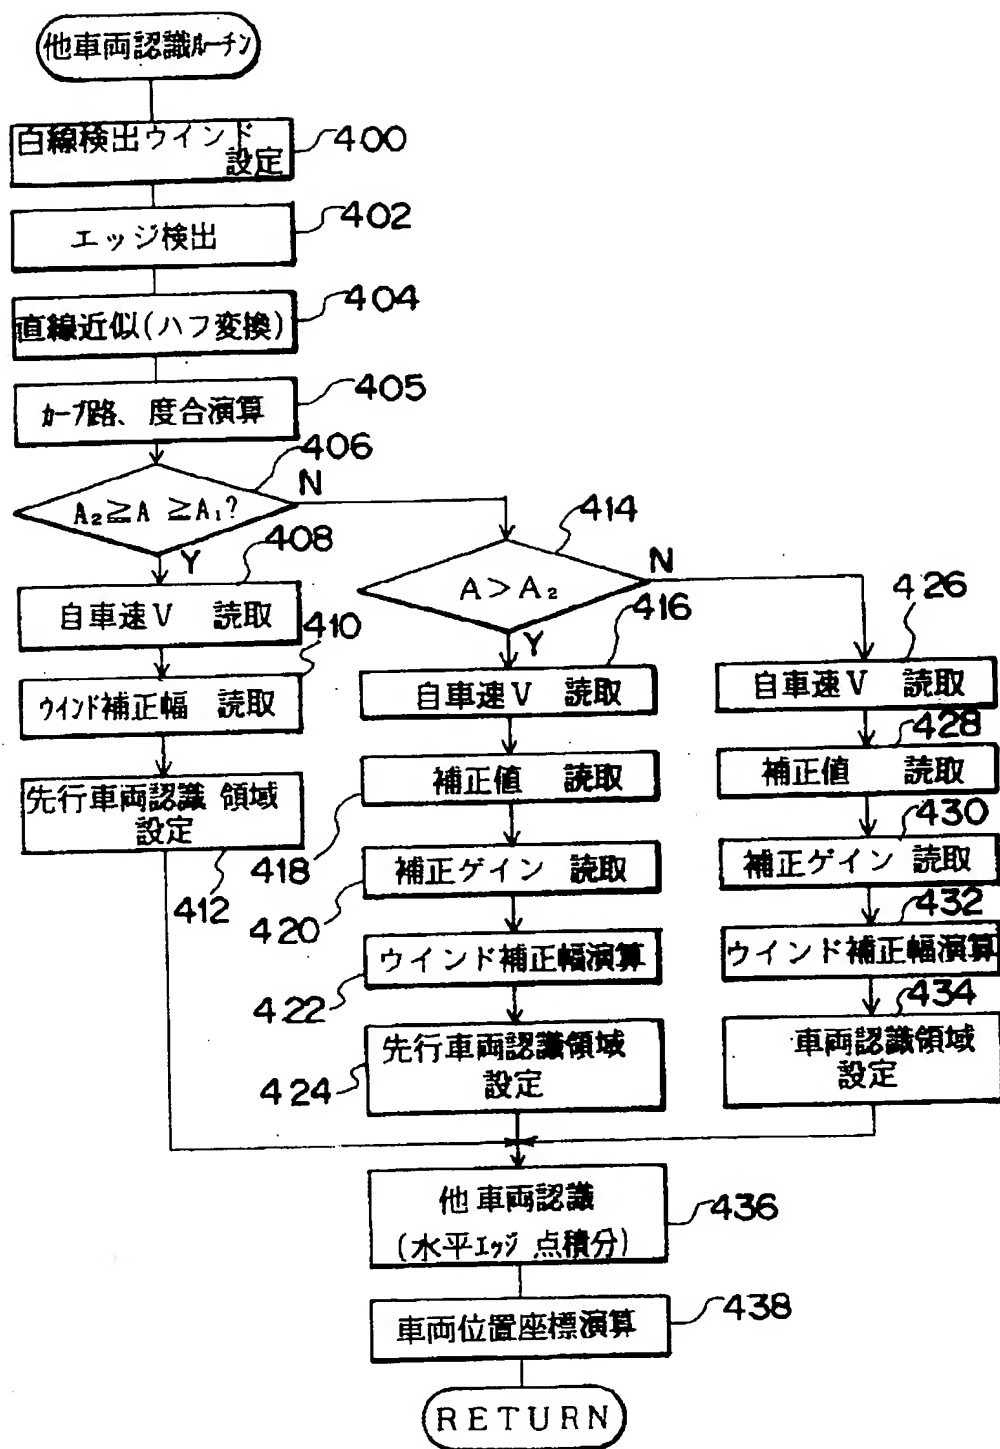 他車両認識ルーチン
白線検出ウインド
設定
400
エッジ検出
402
直線近似(ハフ変換)
404
カーブ路、度合演算
405
A₂≧A ≧A₁?
406
N
Y
自車速V 読取
408
ウインド補正幅 読取
410
先行車両認識 領域
設定
412
A>A₂
414
N
Y
自車速V 読取
416
補正値 読取
418
補正ゲイン 読取
420
ウインド補正幅演算
422
先行車両認識領域
設定
424
自車速V 読取
426
補正値 読取
428
補正ゲイン 読取
430
ウインド補正幅演算
432
車両認識領域
設定
434
他車両認識
(水平エッジ 点積分)
436
車両位置座標演算
438
RETURN